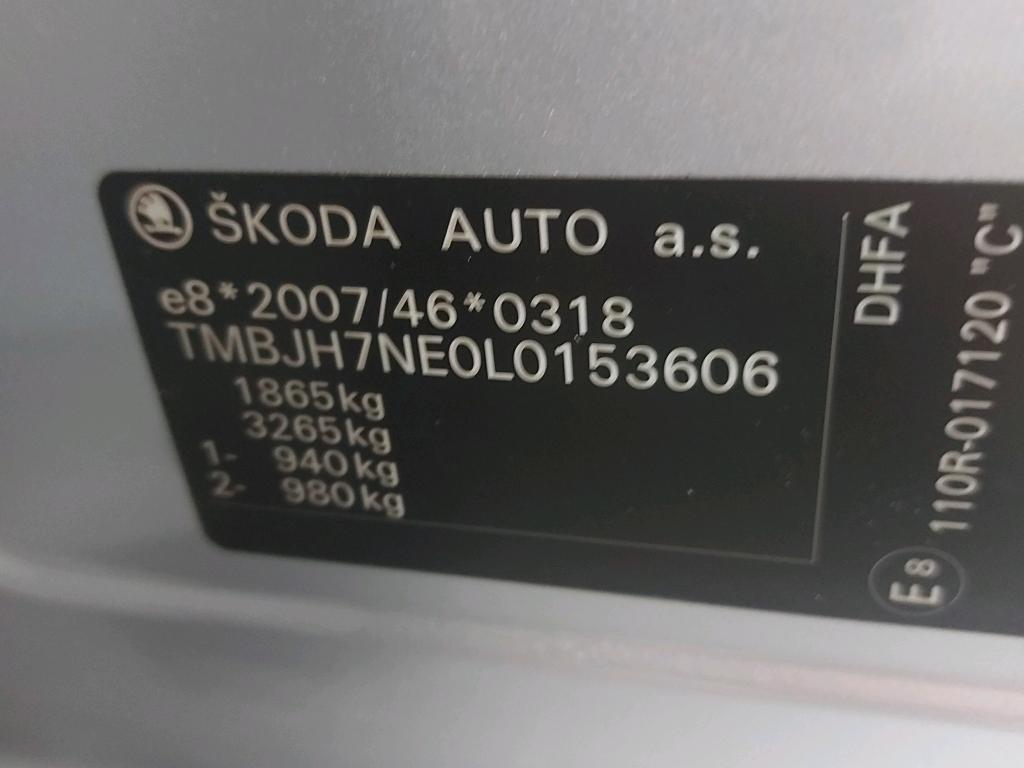 ŠKODA AUTO a.s.
e8*2007/46*0318
TMBJH7NE0L0153606
1865kg
3265kg
1- 940kg
2- 980kg
DHFA
110R-017120 "C"
E8